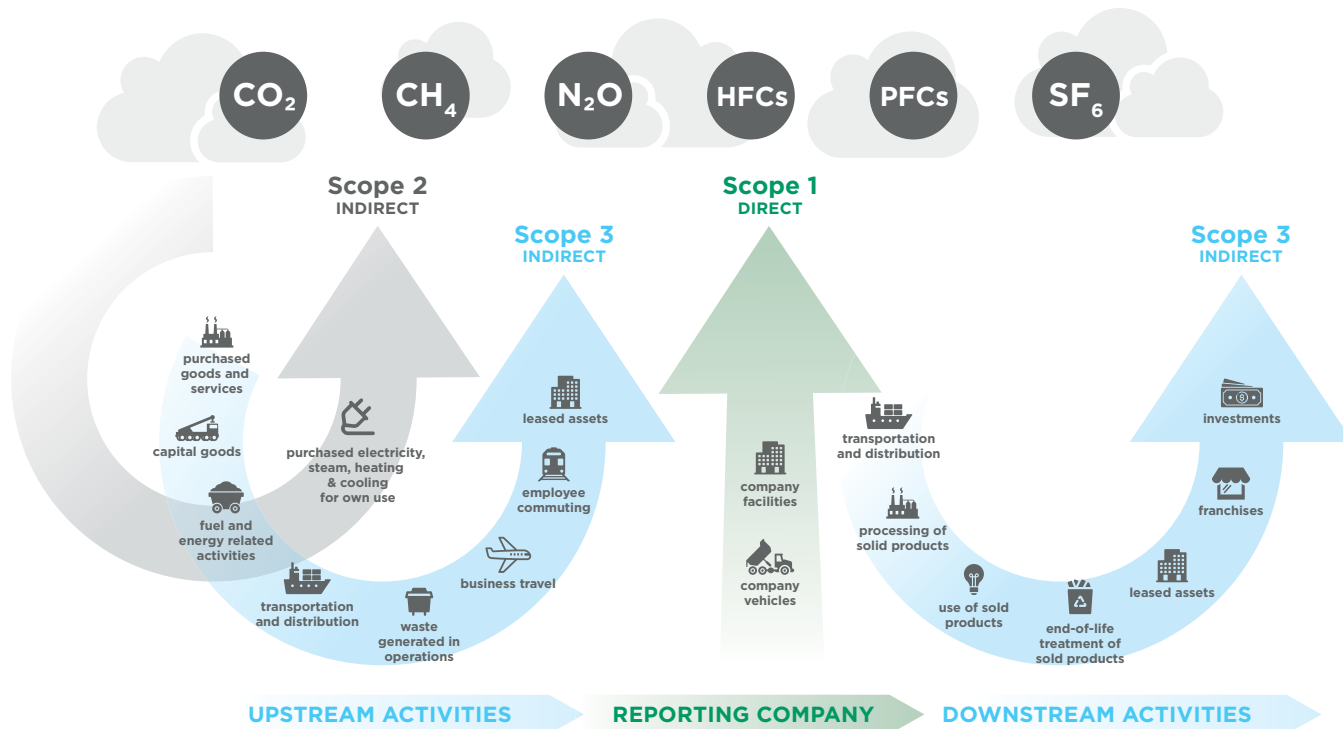 CO₂
CH₄
N₂O
HFCs
PFCs
SF₆
Scope 2
INDIRECT
Scope 3
INDIRECT
Scope 1
DIRECT
Scope 3
INDIRECT
purchased
goods and
services
capital goods
fuel and
energy related
activities
purchased electricity,
steam, heating
& cooling
for own use
transportation
and distribution
waste
generated in
operations
business travel
employee
commuting
leased assets
company
facilities
company
vehicles
transportation
and distribution
processing of
solid products
use of sold
products
end-of-life
treatment of
sold products
leased assets
franchises
investments
UPSTREAM ACTIVITIES
REPORTING COMPANY
DOWNSTREAM ACTIVITIES